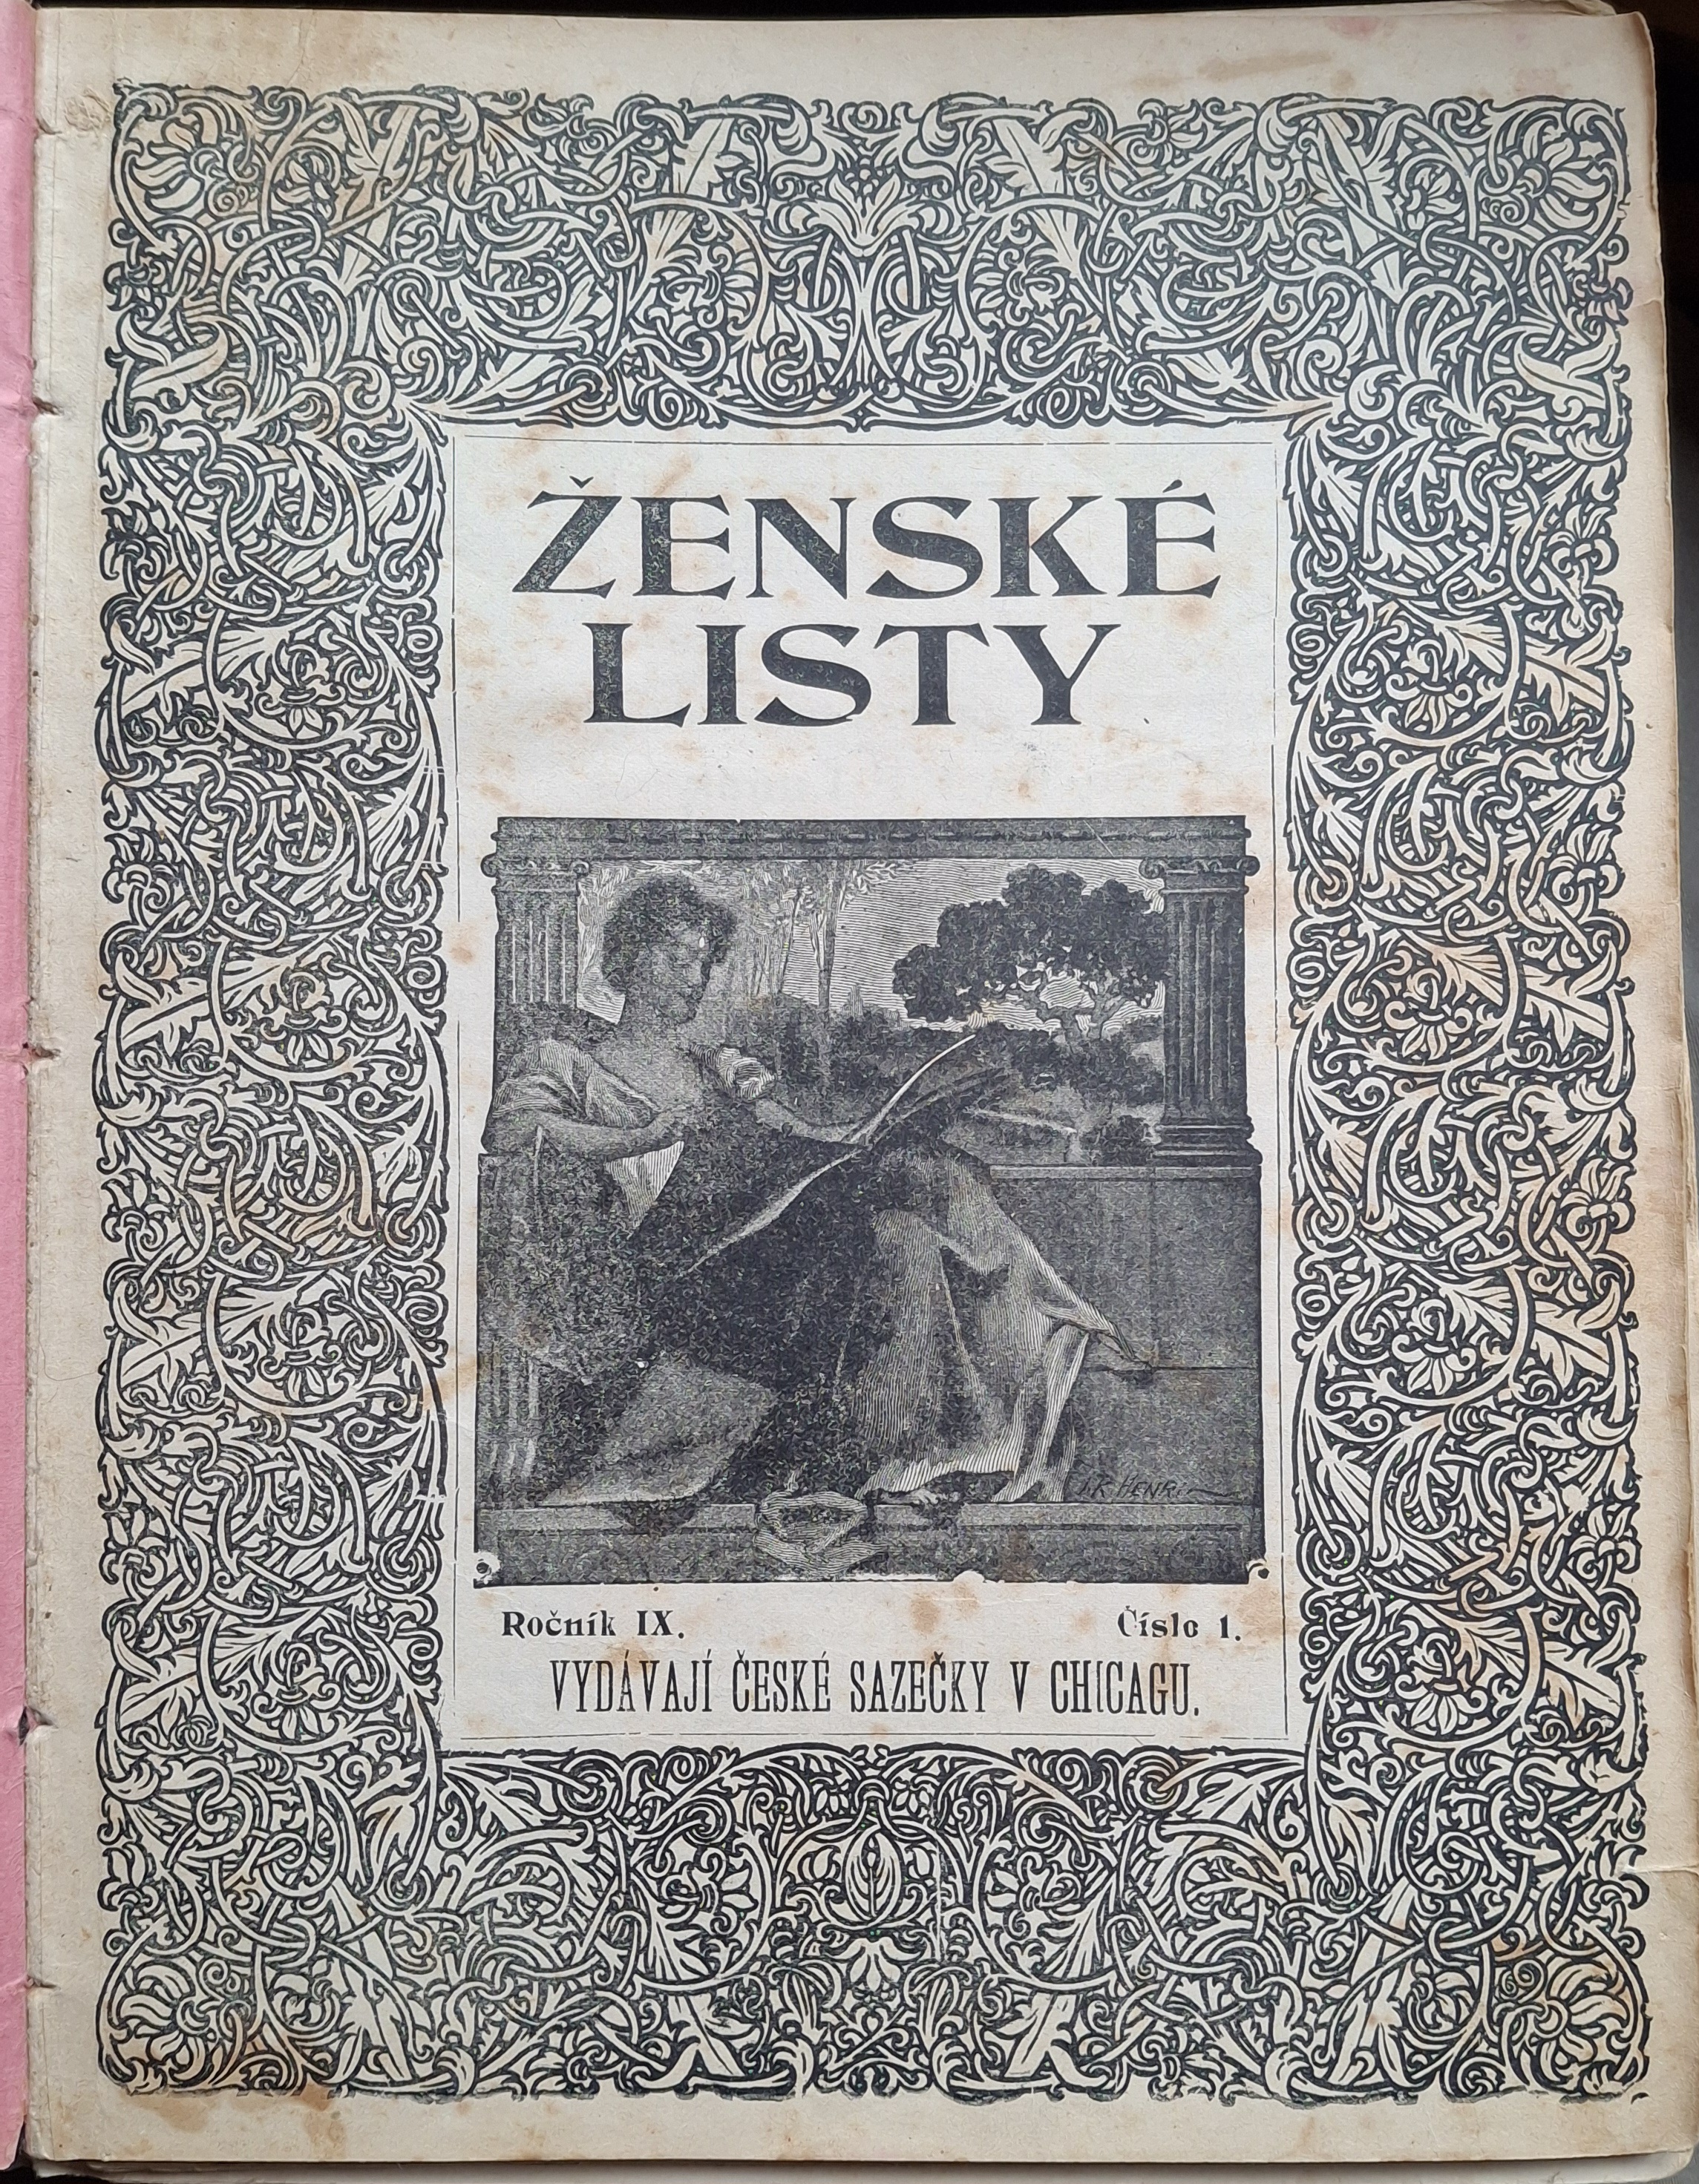 ŽENSKÉ
LISTY
HENRI
Ročník IX. Číslo 1.
VYDÁVAJÍ ČESKÉ SAZEČKY V CHICAGU.